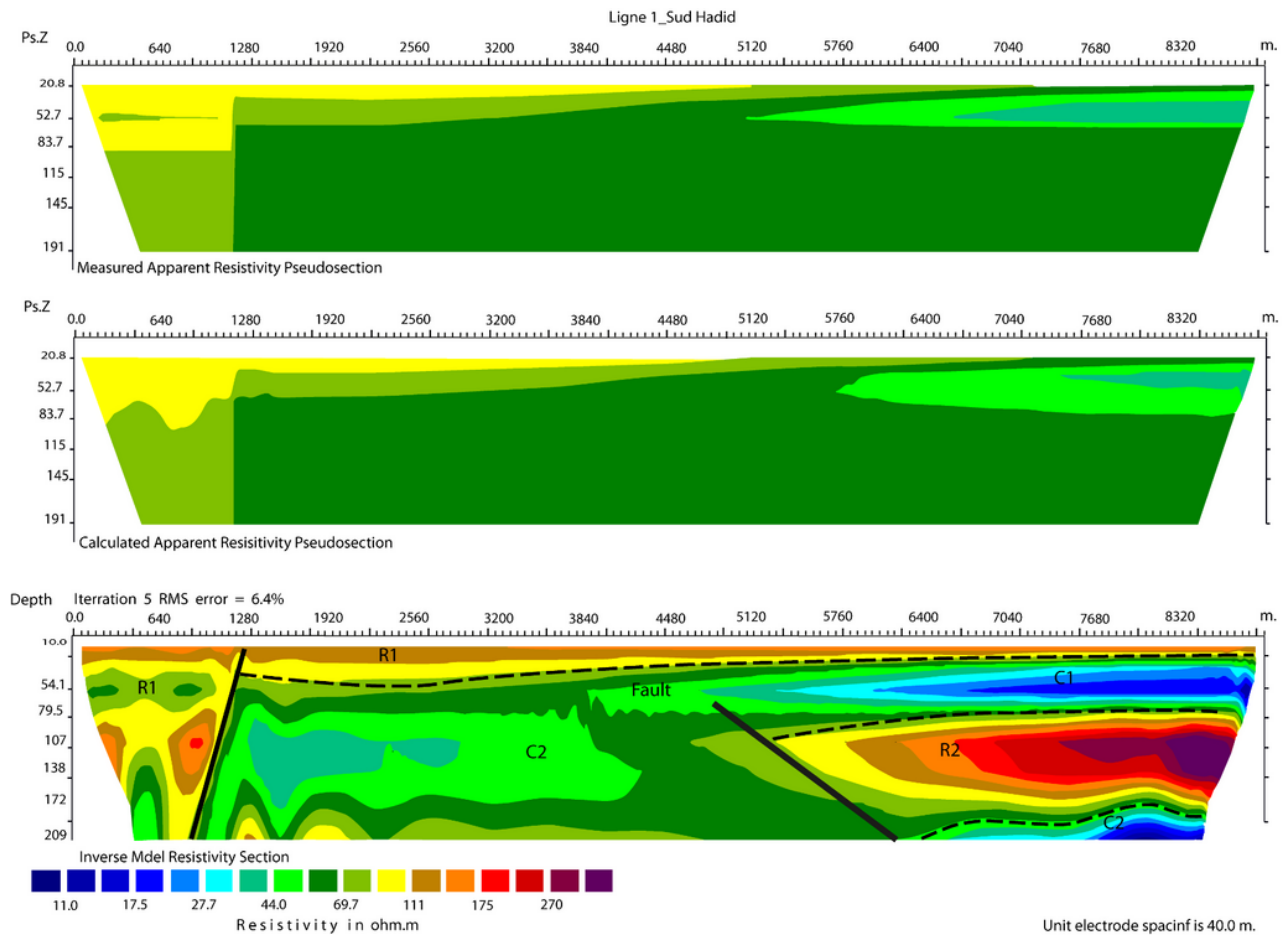 Ligne 1_Sud Hadid
Ps.Z 0.0 640 1280 1920 2560 3200 3840 4480 5120 5760 6400 7040 7680 8320 m.
20.8
52.7
83.7
115
145
191
Measured Apparent Resistivity Pseudosection
Ps.Z 0.0 640 1280 1920 2560 3200 3840 4480 5120 5760 6400 7040 7680 8320 m.
20.8
52.7
83.7
115
145
191
Calculated Apparent Resisitivity Pseudosection
Depth Iterration 5 RMS error = 6.4%
0.0 640 1280 1920 2560 3200 3840 4480 5120 5760 6400 7040 7680 8320 m.
10.0
R1
54.1 R1 Fault C1
79.5
107 C2 R2
138
172
C2
209
Inverse Mdel Resistivity Section
11.0 17.5 27.7 44.0 69.7 111 175 270
Resistivity in ohm.m
Unit electrode spacinf is 40.0 m.